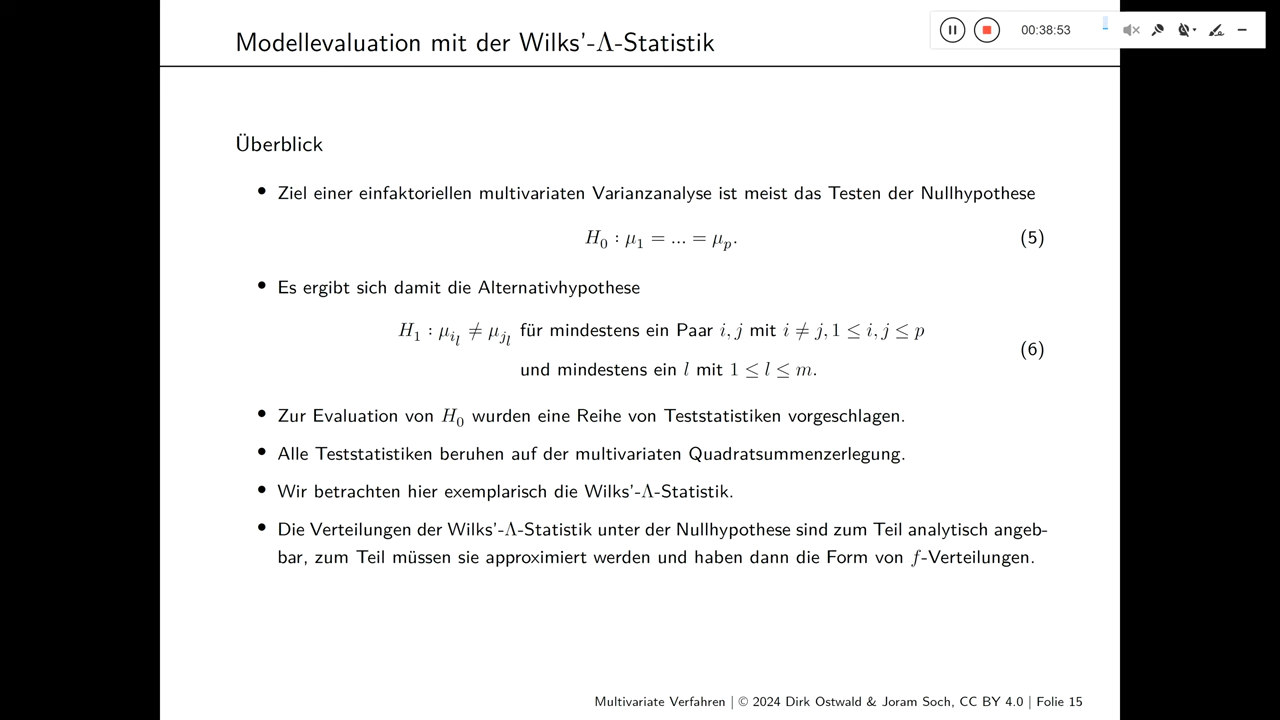 Modellevaluation mit der Wilks'-Λ-Statistik
00:38:53
Überblick
• Ziel einer einfaktoriellen multivariaten Varianzanalyse ist meist das Testen der Nullhypothese
H₀ : μ₁ = ... = μₚ. (5)
• Es ergibt sich damit die Alternativhypothese
H₁ : μ_{i_l} ≠ μ_{j_l} für mindestens ein Paar i, j mit i ≠ j, 1 ≤ i, j ≤ p
(6)
und mindestens ein l mit 1 ≤ l ≤ m.
• Zur Evaluation von H₀ wurden eine Reihe von Teststatistiken vorgeschlagen.
• Alle Teststatistiken beruhen auf der multivariaten Quadratsummenzerlegung.
• Wir betrachten hier exemplarisch die Wilks'-Λ-Statistik.
• Die Verteilungen der Wilks'-Λ-Statistik unter der Nullhypothese sind zum Teil analytisch angeb-
bar, zum Teil müssen sie approximiert werden und haben dann die Form von f-Verteilungen.
Multivariate Verfahren | © 2024 Dirk Ostwald & Joram Soch, CC BY 4.0 | Folie 15